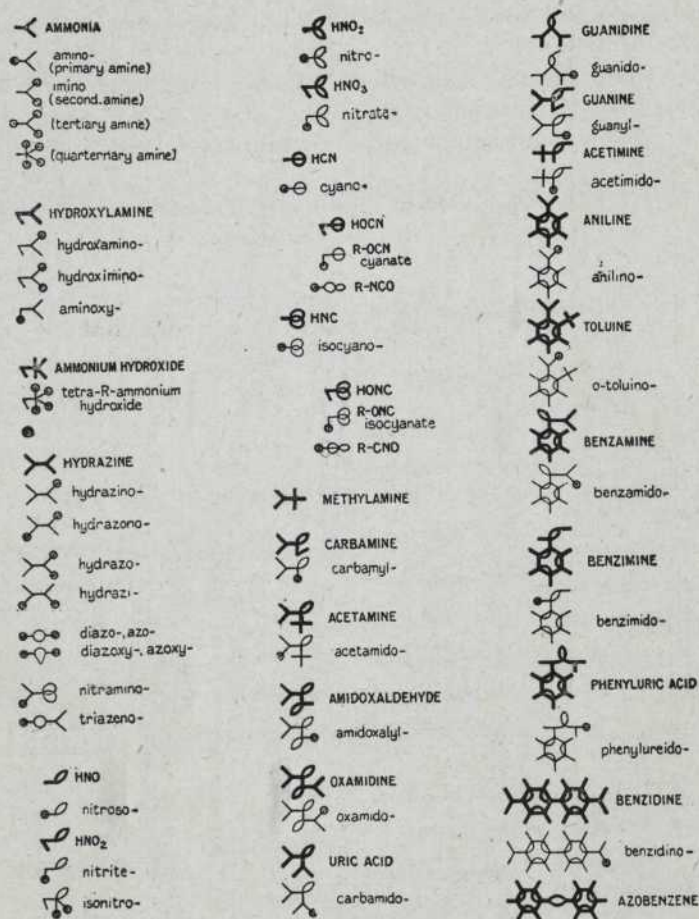 AMMONIA
amino-
(primary amine)
imino
(second.amine)
(tertiary amine)
(quarternary amine)
HYDROXYLAMINE
hydroxamino-
hydroximino-
aminoxy-
AMMONIUM HYDROXIDE
tetra-R-ammonium
hydroxide
HYDRAZINE
hydrazino-
hydrazono-
hydrazo-
hydrazi-
diazo-, azo-
diazoxy-, azoxy-
nitramino-
triazeno-
HNO
nitroso-
HNO₂
nitrite-
isonitro-
HNO₂
nitro-
HNO₃
nitrate-
HCN
cyano-
HOCN
R-OCN
cyanate
R-NCO
HNC
isocyano-
HONC
R-ONC
isocyanate
R-CNO
METHYLAMINE
CARBAMINE
carbamyl-
ACETAMINE
acetamido-
AMIDOXALDEHYDE
amidoxalyl-
OXAMIDINE
oxamido-
URIC ACID
carbamido-
GUANIDINE
guanido-
GUANINE
guanyl-
ACETIMINE
acetimido-
ANILINE
anilino-
TOLUINE
o-toluino-
BENZAMINE
benzamido-
BENZIMINE
benzimido-
PHENYLURIC ACID
phenylureido-
BENZIDINE
benzidino-
AZOBENZENE